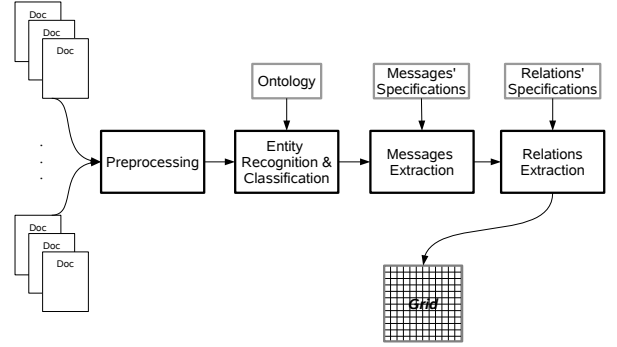 Doc
Doc
Doc
Ontology
Messages'
Specifications
Relations'
Specifications
.
.
.
Preprocessing
Entity
Recognition &
Classification
Messages
Extraction
Relations
Extraction
Doc
Doc
Doc
Grid